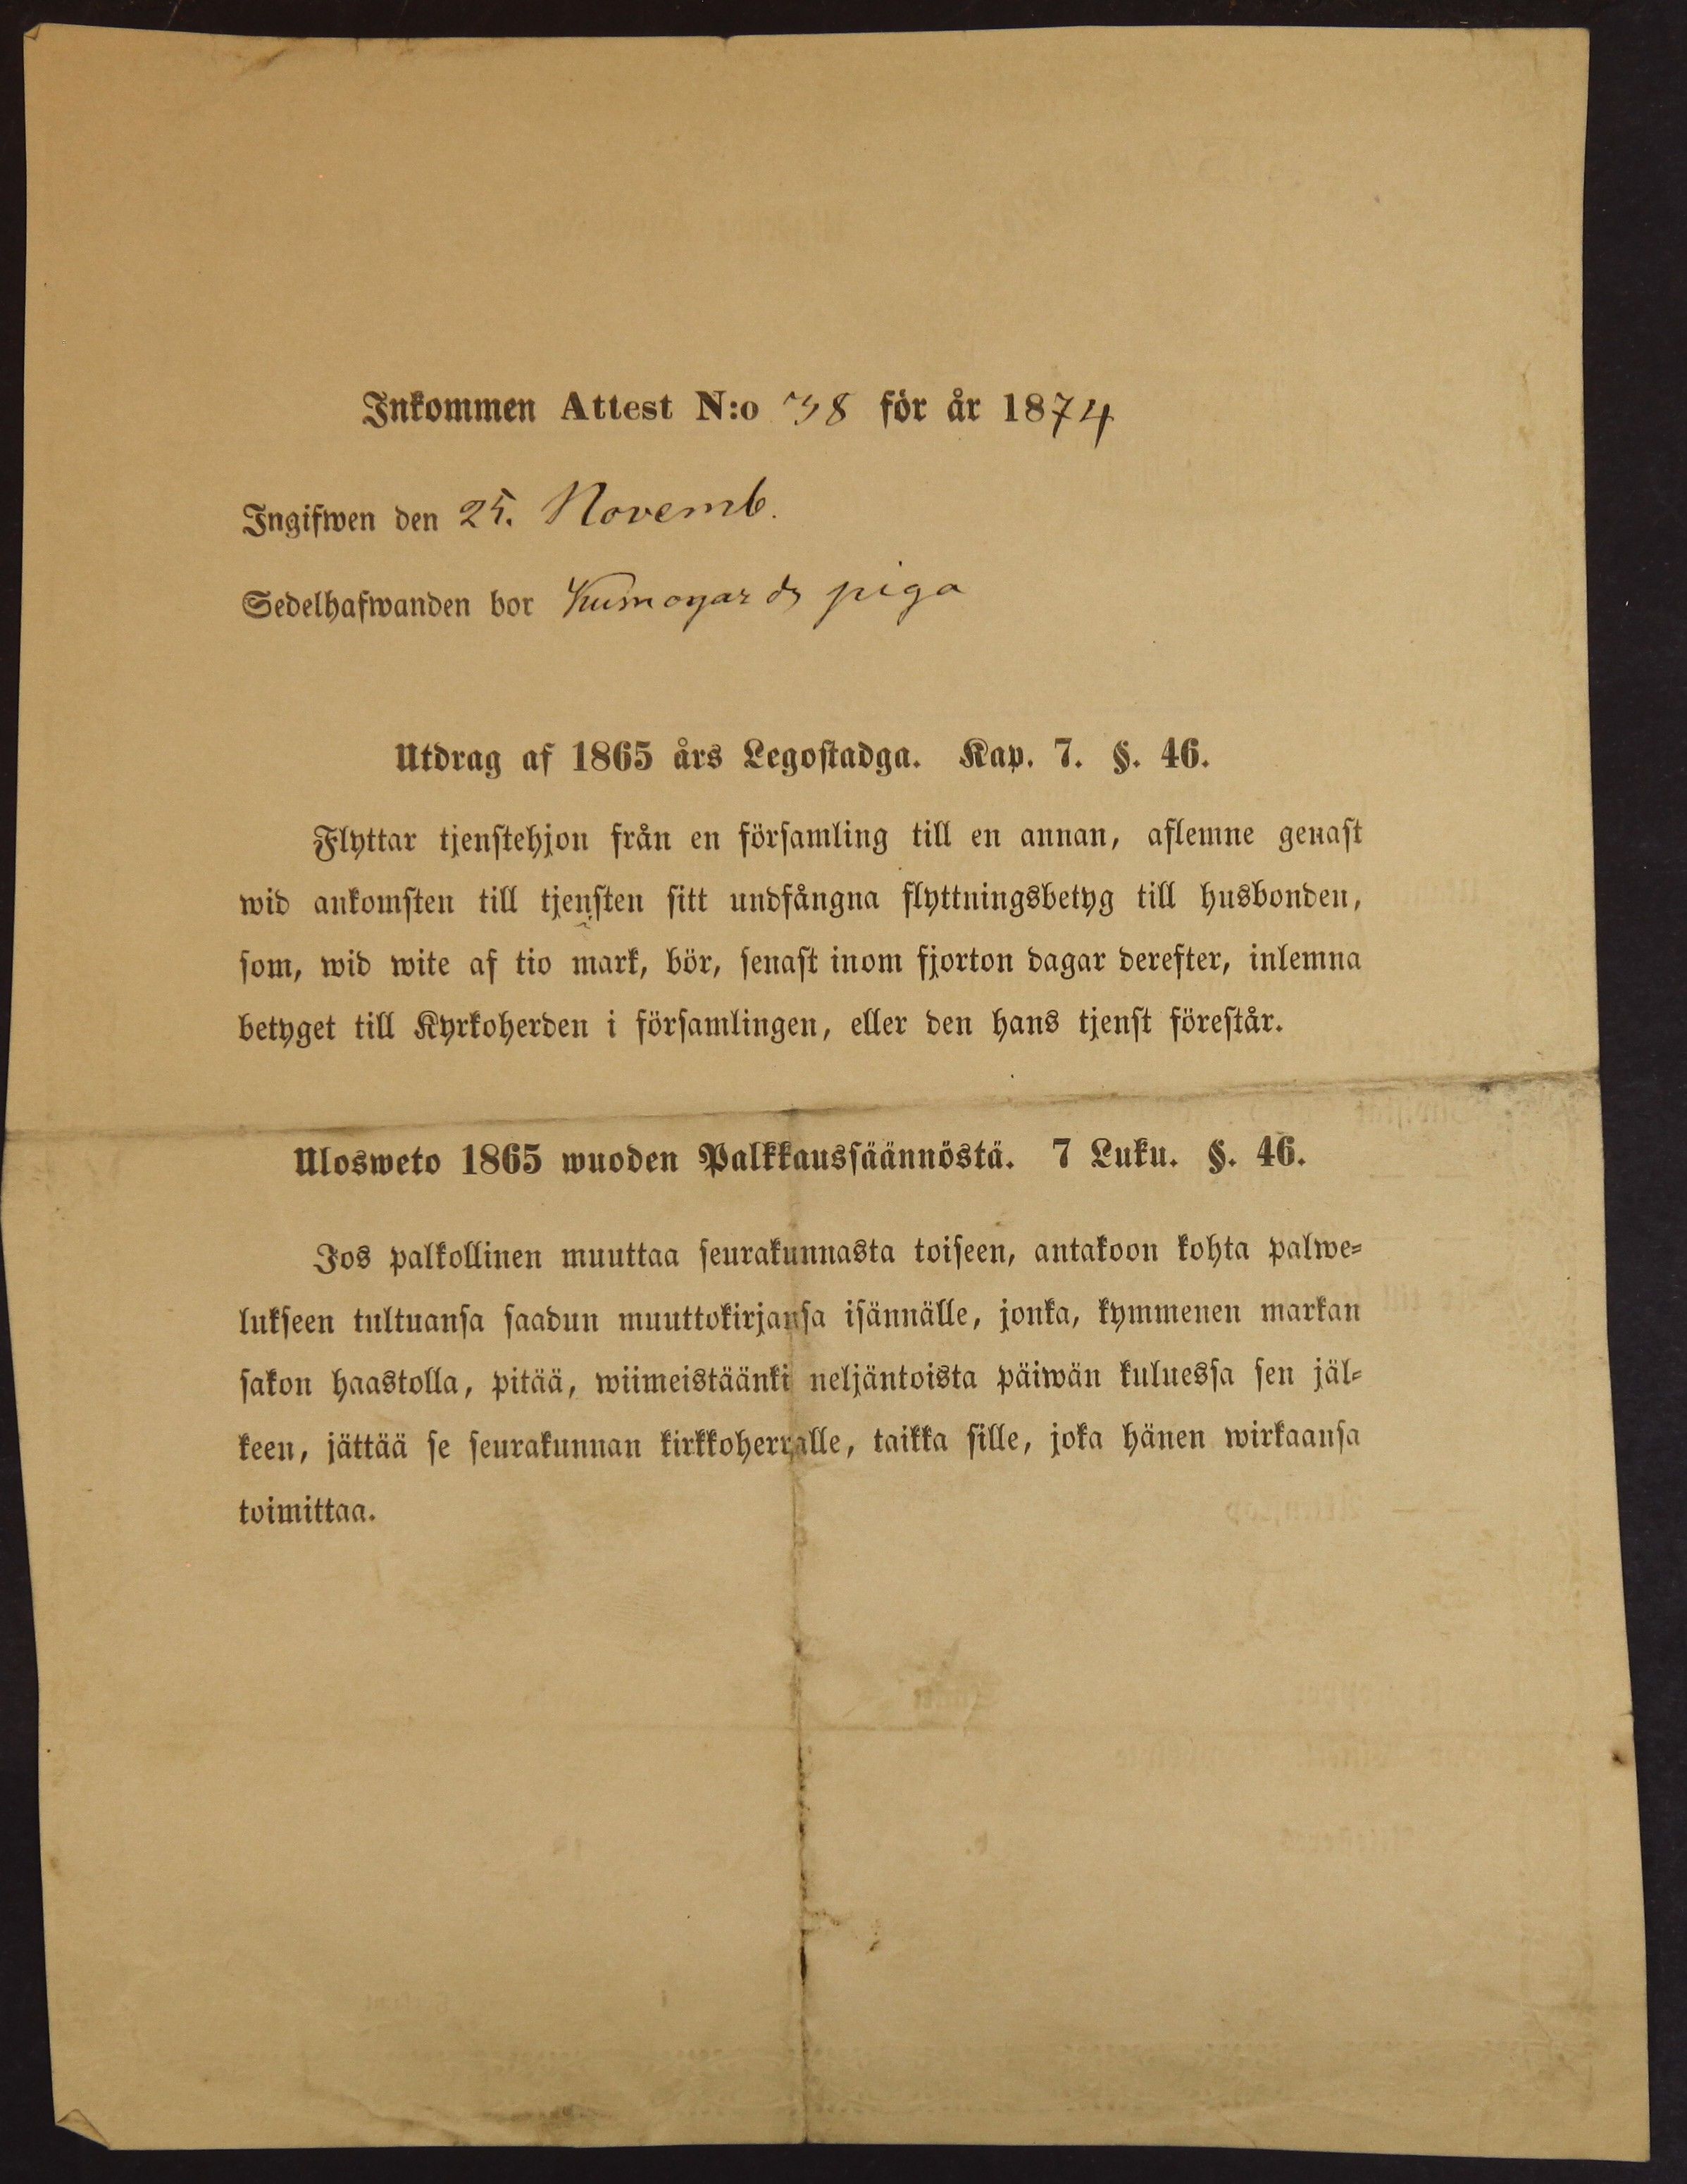 Inkommen Attest N:o 38 för år 1874
Ingifwen den 25. Novemb.
Sedelhafwanden bor piga
Utdrag af 1865 års Legostadga. Kap. 7. §. 46.
Flyttar tjenstehjon från en församling till en annan, aflemne genast
wid ankomsten till tjensten sitt undfångna flyttningsbetyg till husbonden,
som, wid wite af tio mark, bör, senast inom fjorton dagar derefter, inlemna
betyget till Kyrkoherden i församlingen, eller den hans tjenst förestår.
Ulosweto 1865 wuoden Palkkaussäännöstä. 7 Luku. §. 46.
Jos palkollinen muuttaa seurakunnasta toiseen, antakoon kohta palwe-
lukseen tultuansa saadun muuttokirjansa isännälle, jonka, kymmenen markan
sakon haastolla, pitää, wiimeistäänki neljäntoista päiwän kuluessa sen jäl-
keen, jättää se seurakunnan kirkkoherralle, taikka sille, joka hänen wirkaansa
toimittaa.